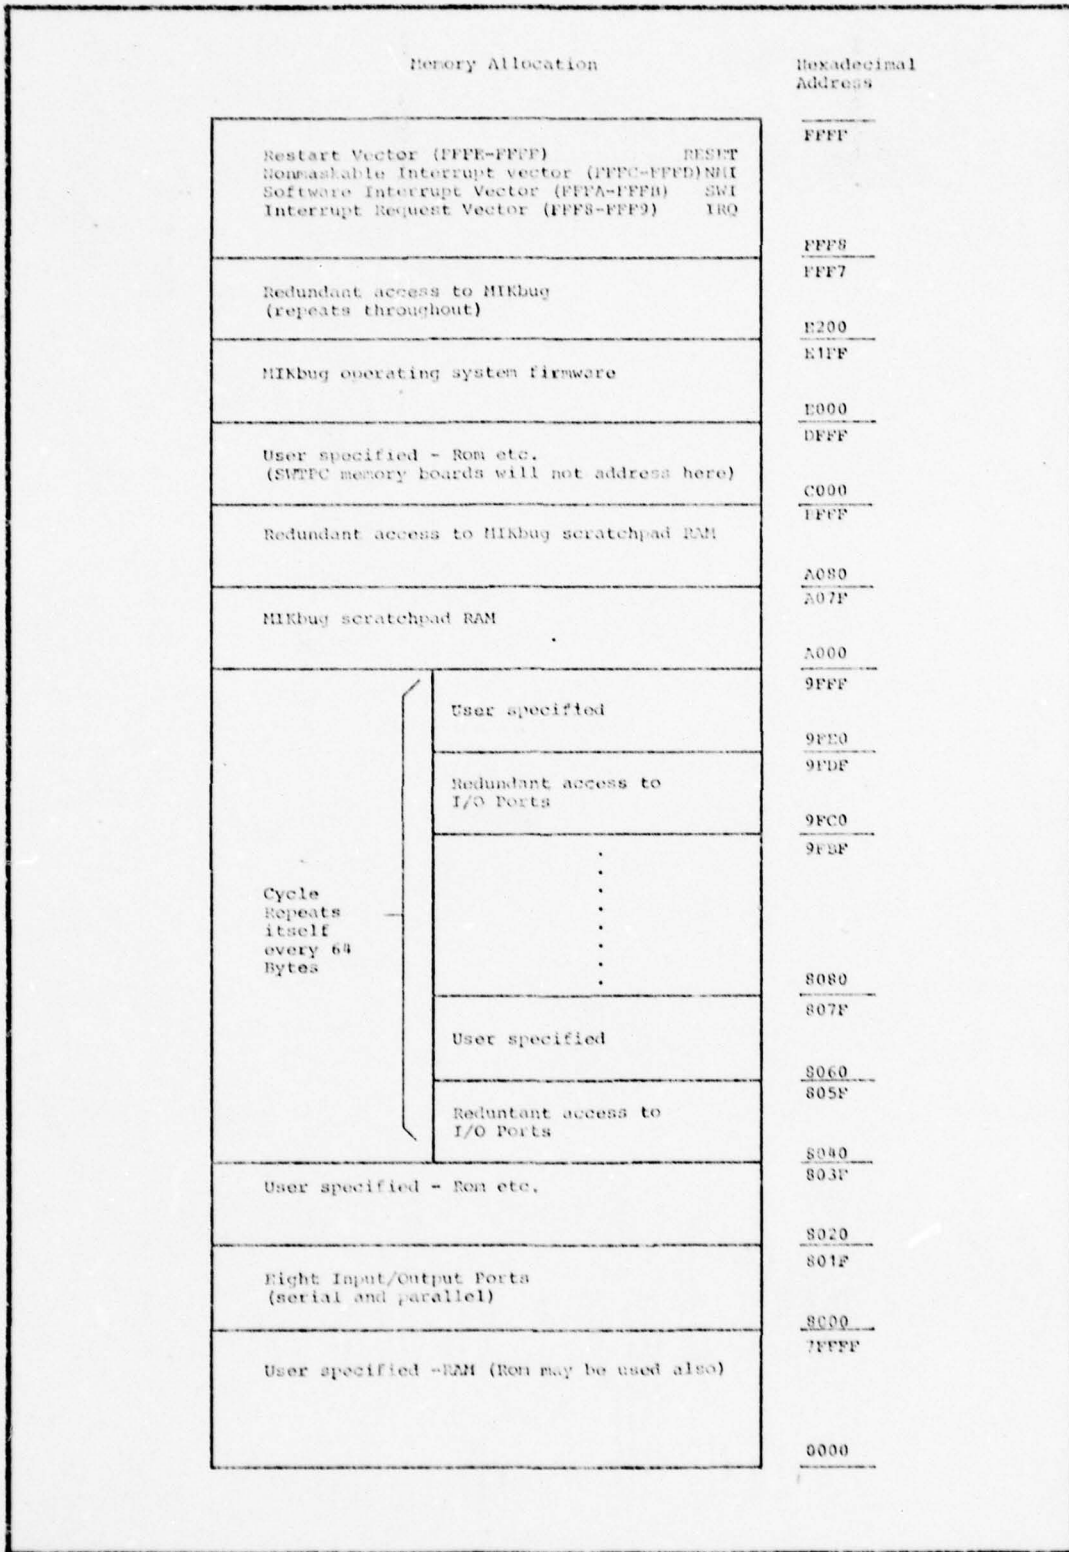 Memory Allocation
Hexadecimal
Address
FFFF
Restart Vector (FFFE-FFFF) RESET
Nonmaskable Interrupt vector (FFFC-FFFD)NMI
Software Interrupt Vector (FFFA-FFFB) SWI
Interrupt Request Vector (FFF8-FFF9) IRQ
FFF8
FFF7
Redundant access to MIKbug
(repeats throughout)
E200
E1FF
MIKbug operating system firmware
E000
DFFF
User specified - Rom etc.
(SWTPC memory boards will not address here)
C000
BFFF
Redundant access to MIKbug scratchpad RAM
A080
A07F
MIKbug scratchpad RAM
A000
9FFF
User specified
9FE0
9FDF
Redundant access to
I/O Ports
9FC0
9FBF
Cycle
Repeats
itself
every 64
Bytes
8080
807F
User specified
8060
805F
Reduntant access to
I/O Ports
8040
803F
User specified - Rom etc.
8020
801F
Eight Input/Output Ports
(serial and parallel)
8000
7FFFF
User specified -RAM (Rom may be used also)
0000